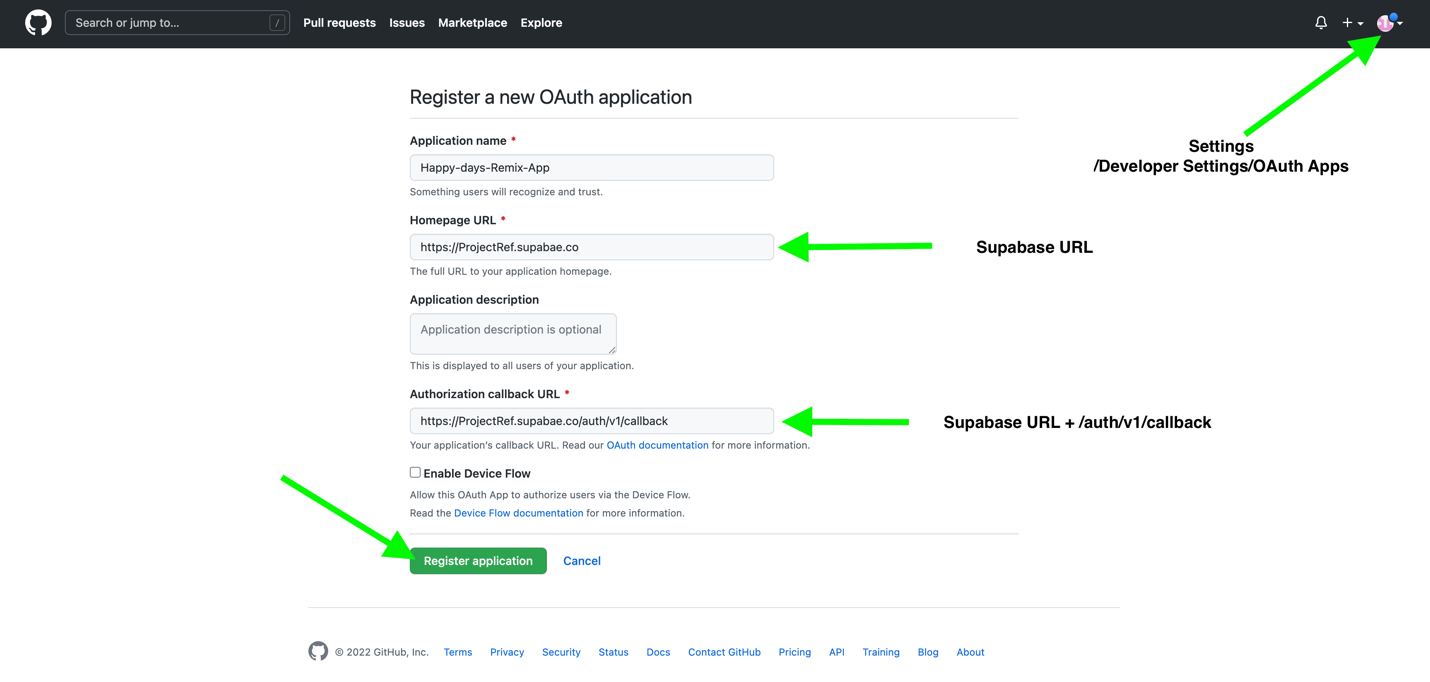 Search or jump to... /
Pull requests Issues Marketplace Explore
Register a new OAuth application
Settings
/Developer Settings/OAuth Apps
Application name *
Happy-days-Remix-App
Something users will recognize and trust.
Homepage URL *
https://ProjectRef.supabae.co
Supabase URL
The full URL to your application homepage.
Application description
Application description is optional
This is displayed to all users of your application.
Authorization callback URL *
https://ProjectRef.supabase.co/auth/v1/callback
Supabase URL + /auth/v1/callback
Your application's callback URL. Read our OAuth documentation for more information.
Enable Device Flow
Allow this OAuth App to authorize users via the Device Flow.
Read the Device Flow documentation for more information.
Register application Cancel
© 2022 GitHub, Inc. Terms Privacy Security Status Docs Contact GitHub Pricing API Training Blog About